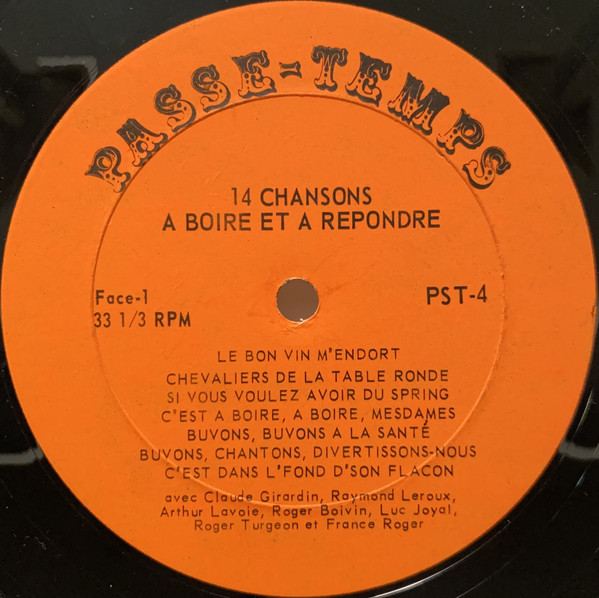 PASSE=TEMPS
14 CHANSONS
A BOIRE ET A REPONDRE
Face-1
33 1/3 RPM
PST-4
LE BON VIN M'ENDORT
CHEVALIERS DE LA TABLE RONDE
SI VOUS VOULEZ AVOIR DU SPRING
C'EST A BOIRE, A BOIRE, MESDAMES
BUVONS, BUVONS A LA SANTÉ
BUVONS, CHANTONS, DIVERTISSONS-NOUS
C'EST DANS L'FOND D'SON FLACON
avec Claude Girardin, Raymond Leroux,
Arthur Lavoie, Roger Boivin, Luc Joyal,
Roger Turgeon et France Roger